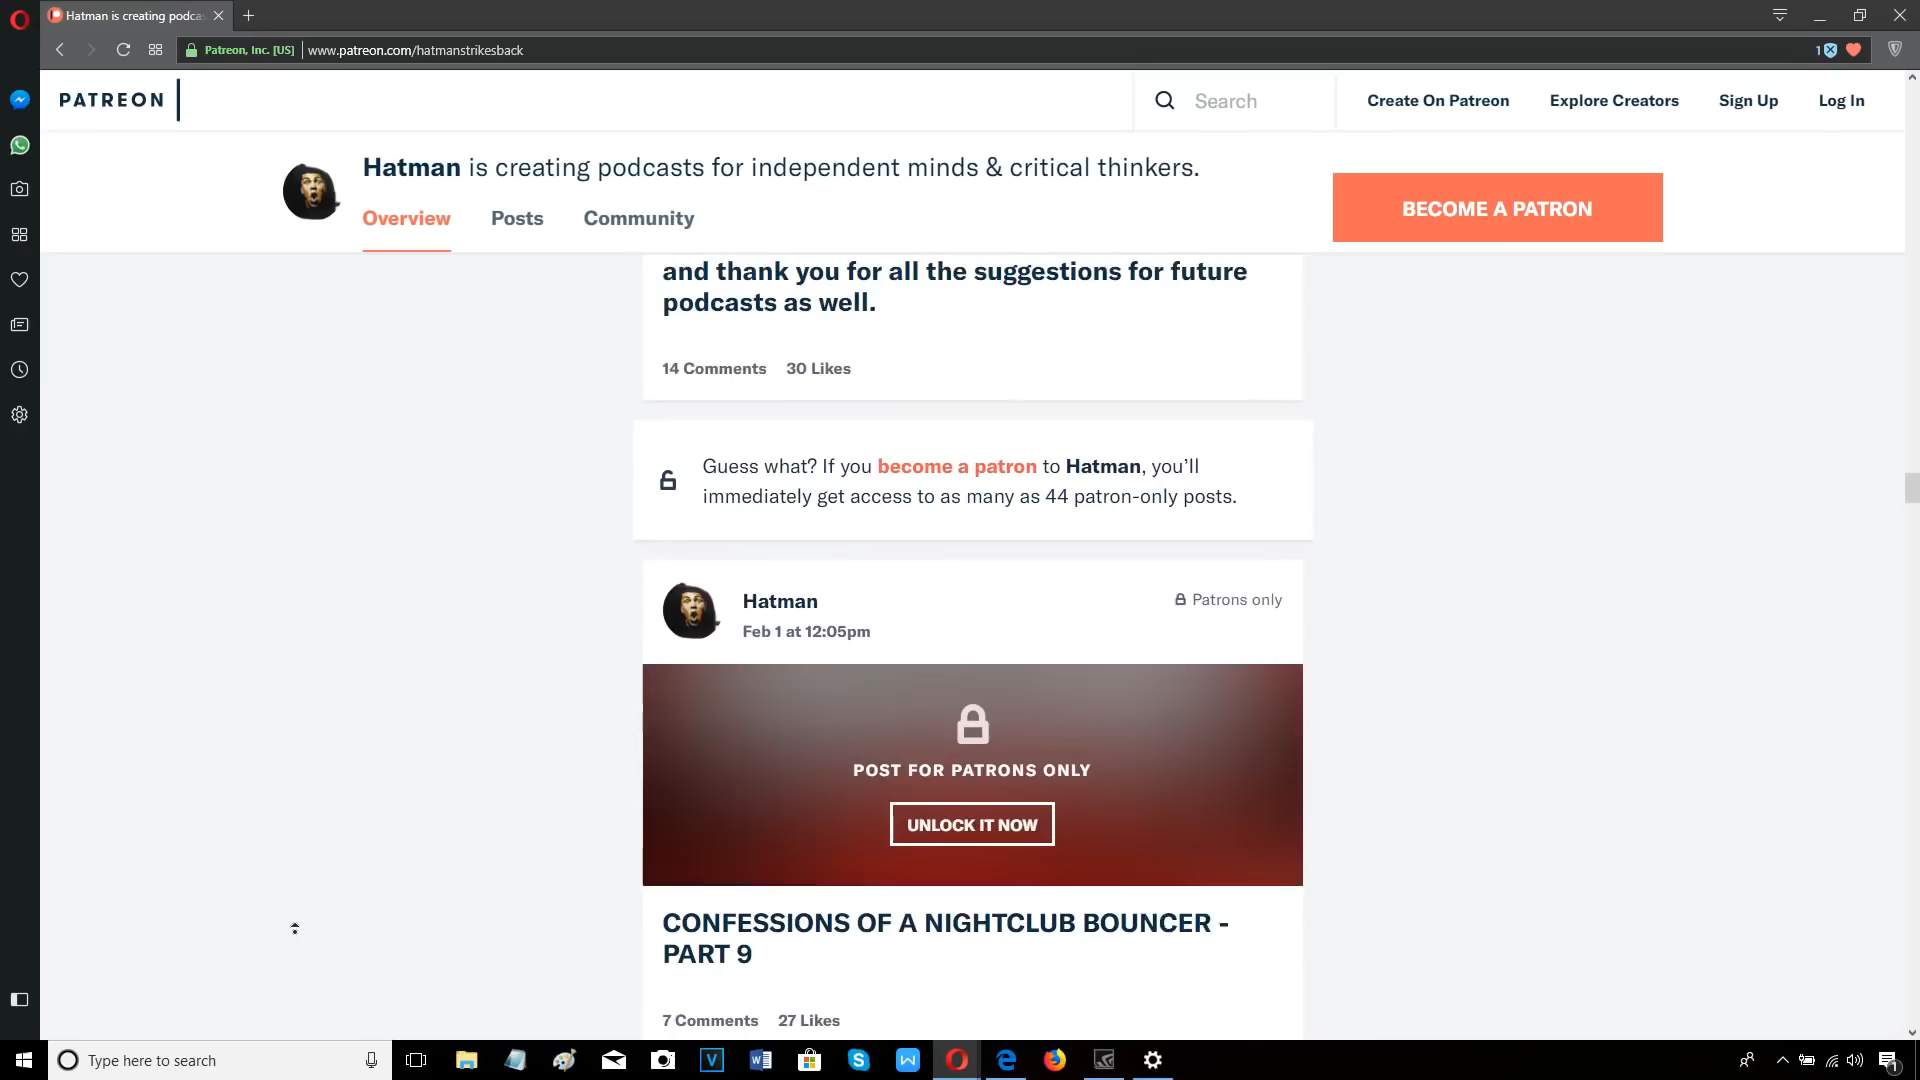 Hatman is creating podca
Patreon, Inc. [US]
www.patreon.com/hatmanstrikesback
1
PATREON
Search
Create On Patreon
Explore Creators
Sign Up
Log In
Hatman is creating podcasts for independent minds & critical thinkers.
Overview
Posts
Community
BECOME A PATRON
and thank you for all the suggestions for future
podcasts as well.
14 Comments
30 Likes
Guess what? If you become a patron to Hatman, you’ll
immediately get access to as many as 44 patron-only posts.
Hatman
Patrons only
Feb 1 at 12:05pm
POST FOR PATRONS ONLY
UNLOCK IT NOW
CONFESSIONS OF A NIGHTCLUB BOUNCER -
PART 9
7 Comments
27 Likes
Type here to search
1